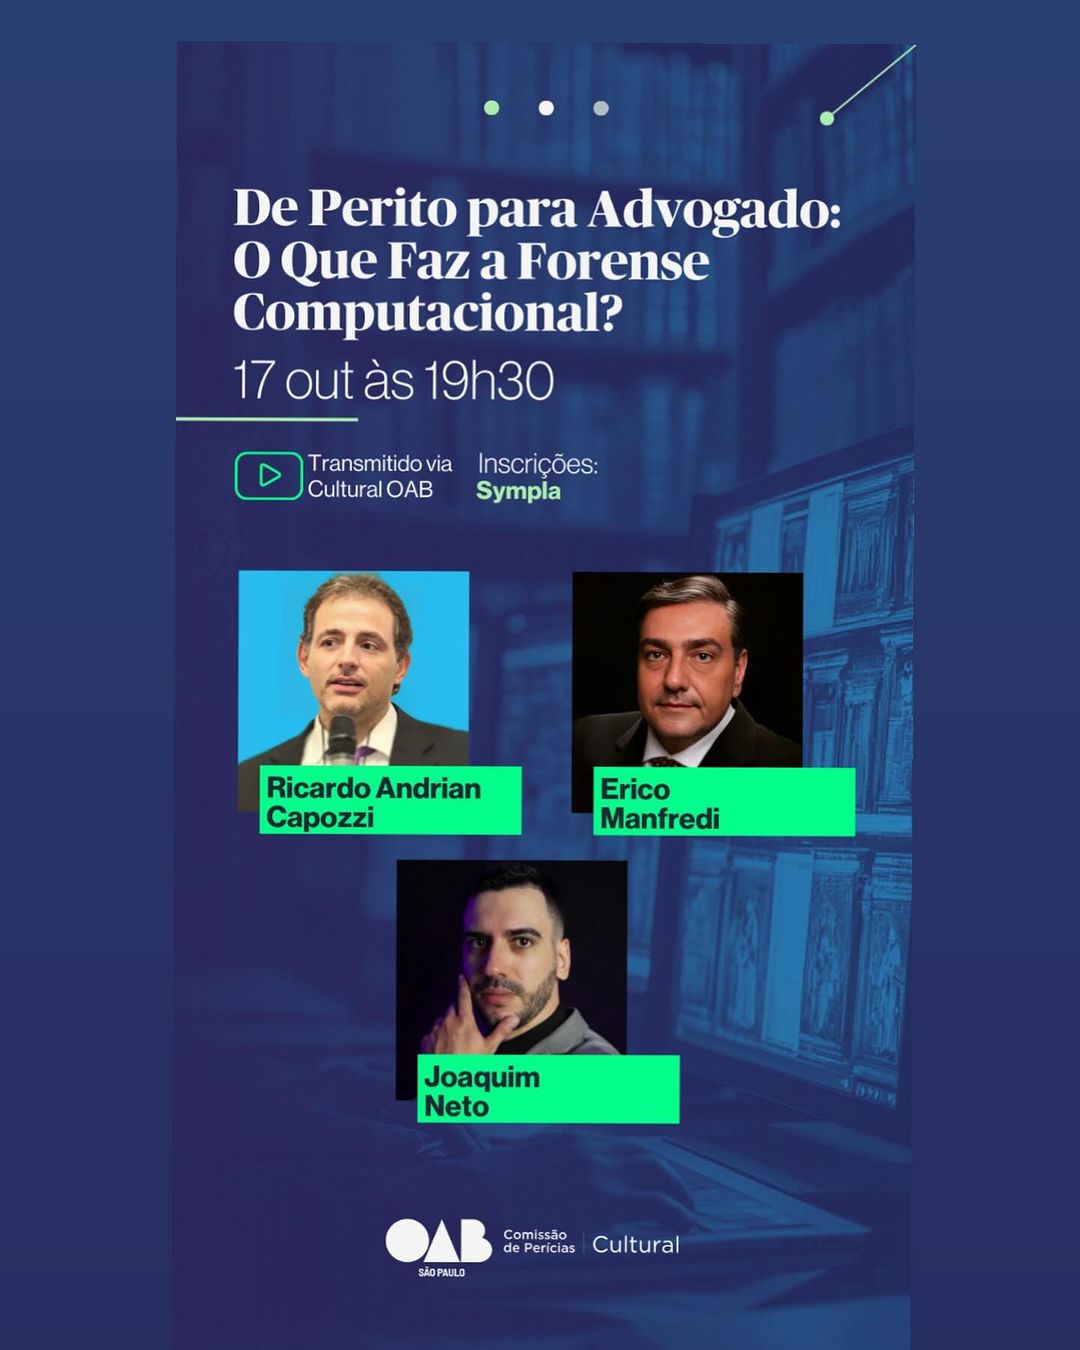 De Perito para Advogado:
O Que Faz a Forense
Computacional?
17 out às 19h30
Transmitido via
Cultural OAB
Inscrições:
Sympla
Ricardo Andrian
Capozzi
Erico
Manfredi
Joaquim
Neto
OAB
SÃO PAULO
Comissão
de Perícias
Cultural